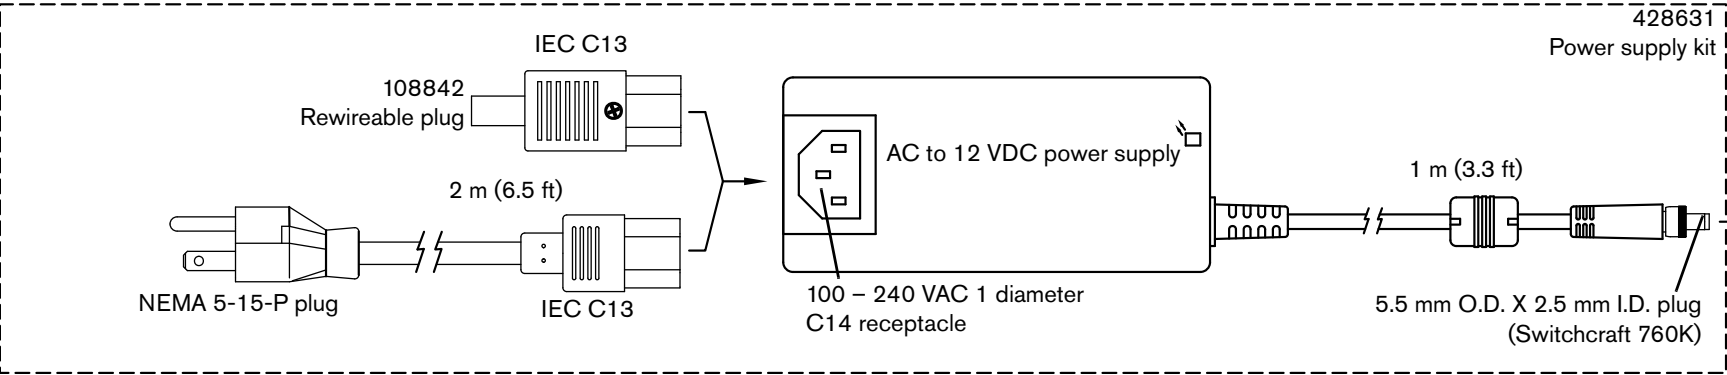 428631
Power supply kit
IEC C13
108842
Rewireable plug
AC to 12 VDC power supply
2 m (6.5 ft)
1 m (3.3 ft)
NEMA 5-15-P plug
IEC C13
100 – 240 VAC 1 diameter
C14 receptacle
5.5 mm O.D. X 2.5 mm I.D. plug
(Switchcraft 760K)